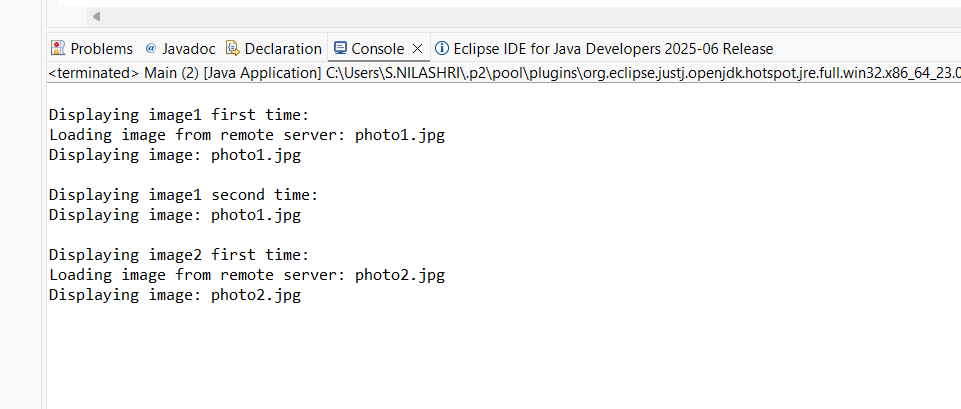 Problems @ Javadoc Declaration Console Eclipse IDE for Java Developers 2025-06 Release
<terminated> Main (2) [Java Application] C:\Users\S.NILASHRI\.p2\pool\plugins\org.eclipse.justj.openjdk.hotspot.jre.full.win32.x86_64_23.0
Displaying image1 first time:
Loading image from remote server: photo1.jpg
Displaying image: photo1.jpg
Displaying image1 second time:
Displaying image: photo1.jpg
Displaying image2 first time:
Loading image from remote server: photo2.jpg
Displaying image: photo2.jpg